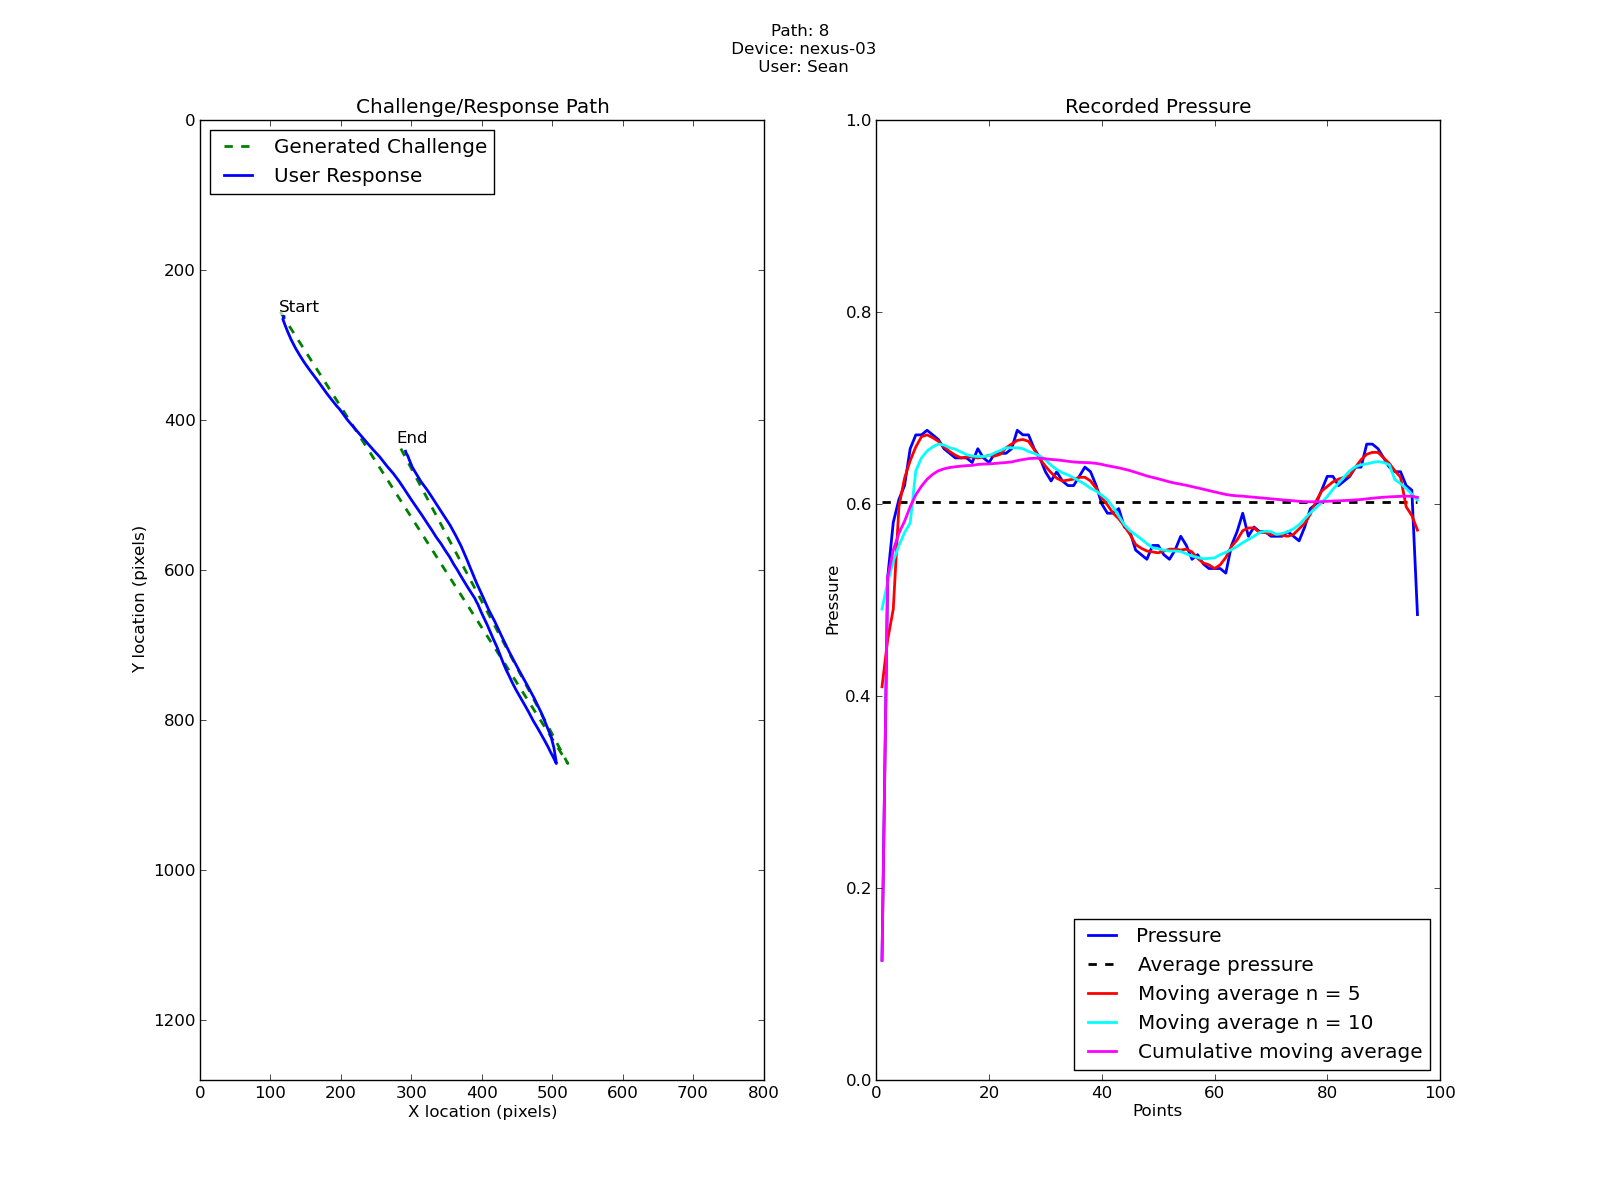 Path: 8
Device: nexus-03
User: Sean
Challenge/Response Path
Generated Challenge
User Response
Start
End
0
200
400
600
800
1000
1200
Y location (pixels)
0 100 200 300 400 500 600 700 800
X location (pixels)
Recorded Pressure
1.0
0.8
0.6
0.4
0.2
0.0
Pressure
Pressure
Average pressure
Moving average n = 5
Moving average n = 10
Cumulative moving average
0 20 40 60 80 100
Points